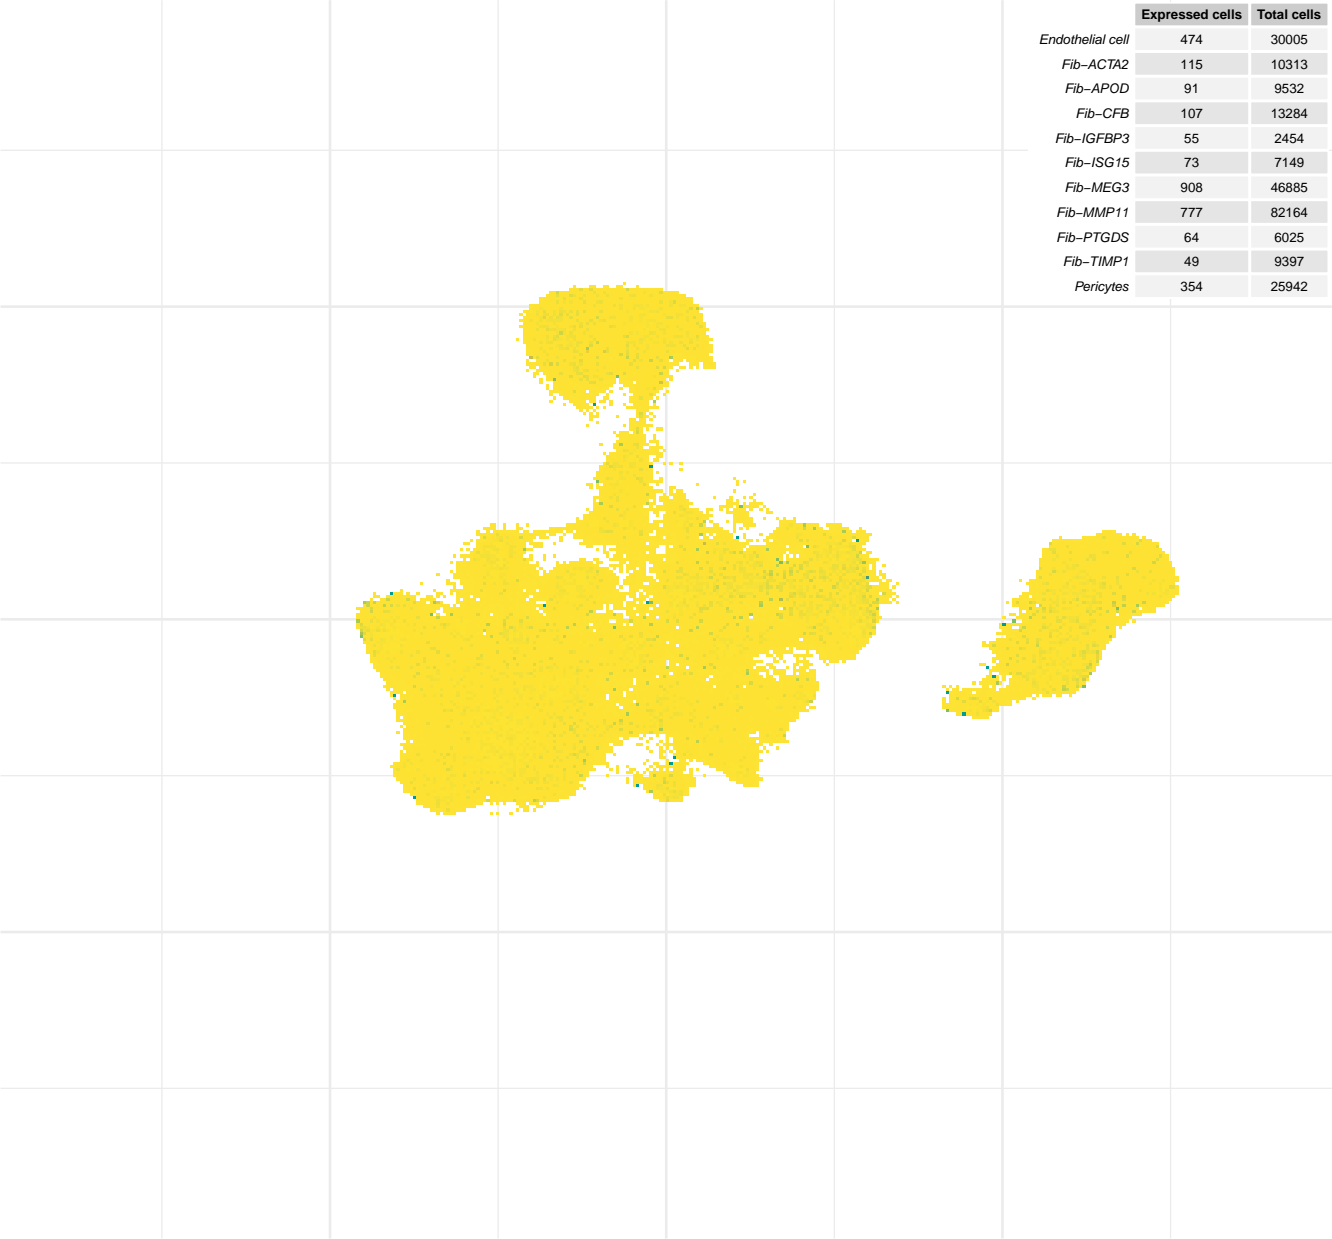 Expressed cells Total cells
Endothelial cell 474 30005
Fib−ACTA2 115 10313
Fib−APOD 91 9532
Fib−CFB 107 13284
Fib−IGFBP3 55 2454
Fib−ISG15 73 7149
Fib−MEG3 908 46885
Fib−MMP11 777 82164
Fib−PTGDS 64 6025
Fib−TIMP1 49 9397
Pericytes 354 25942